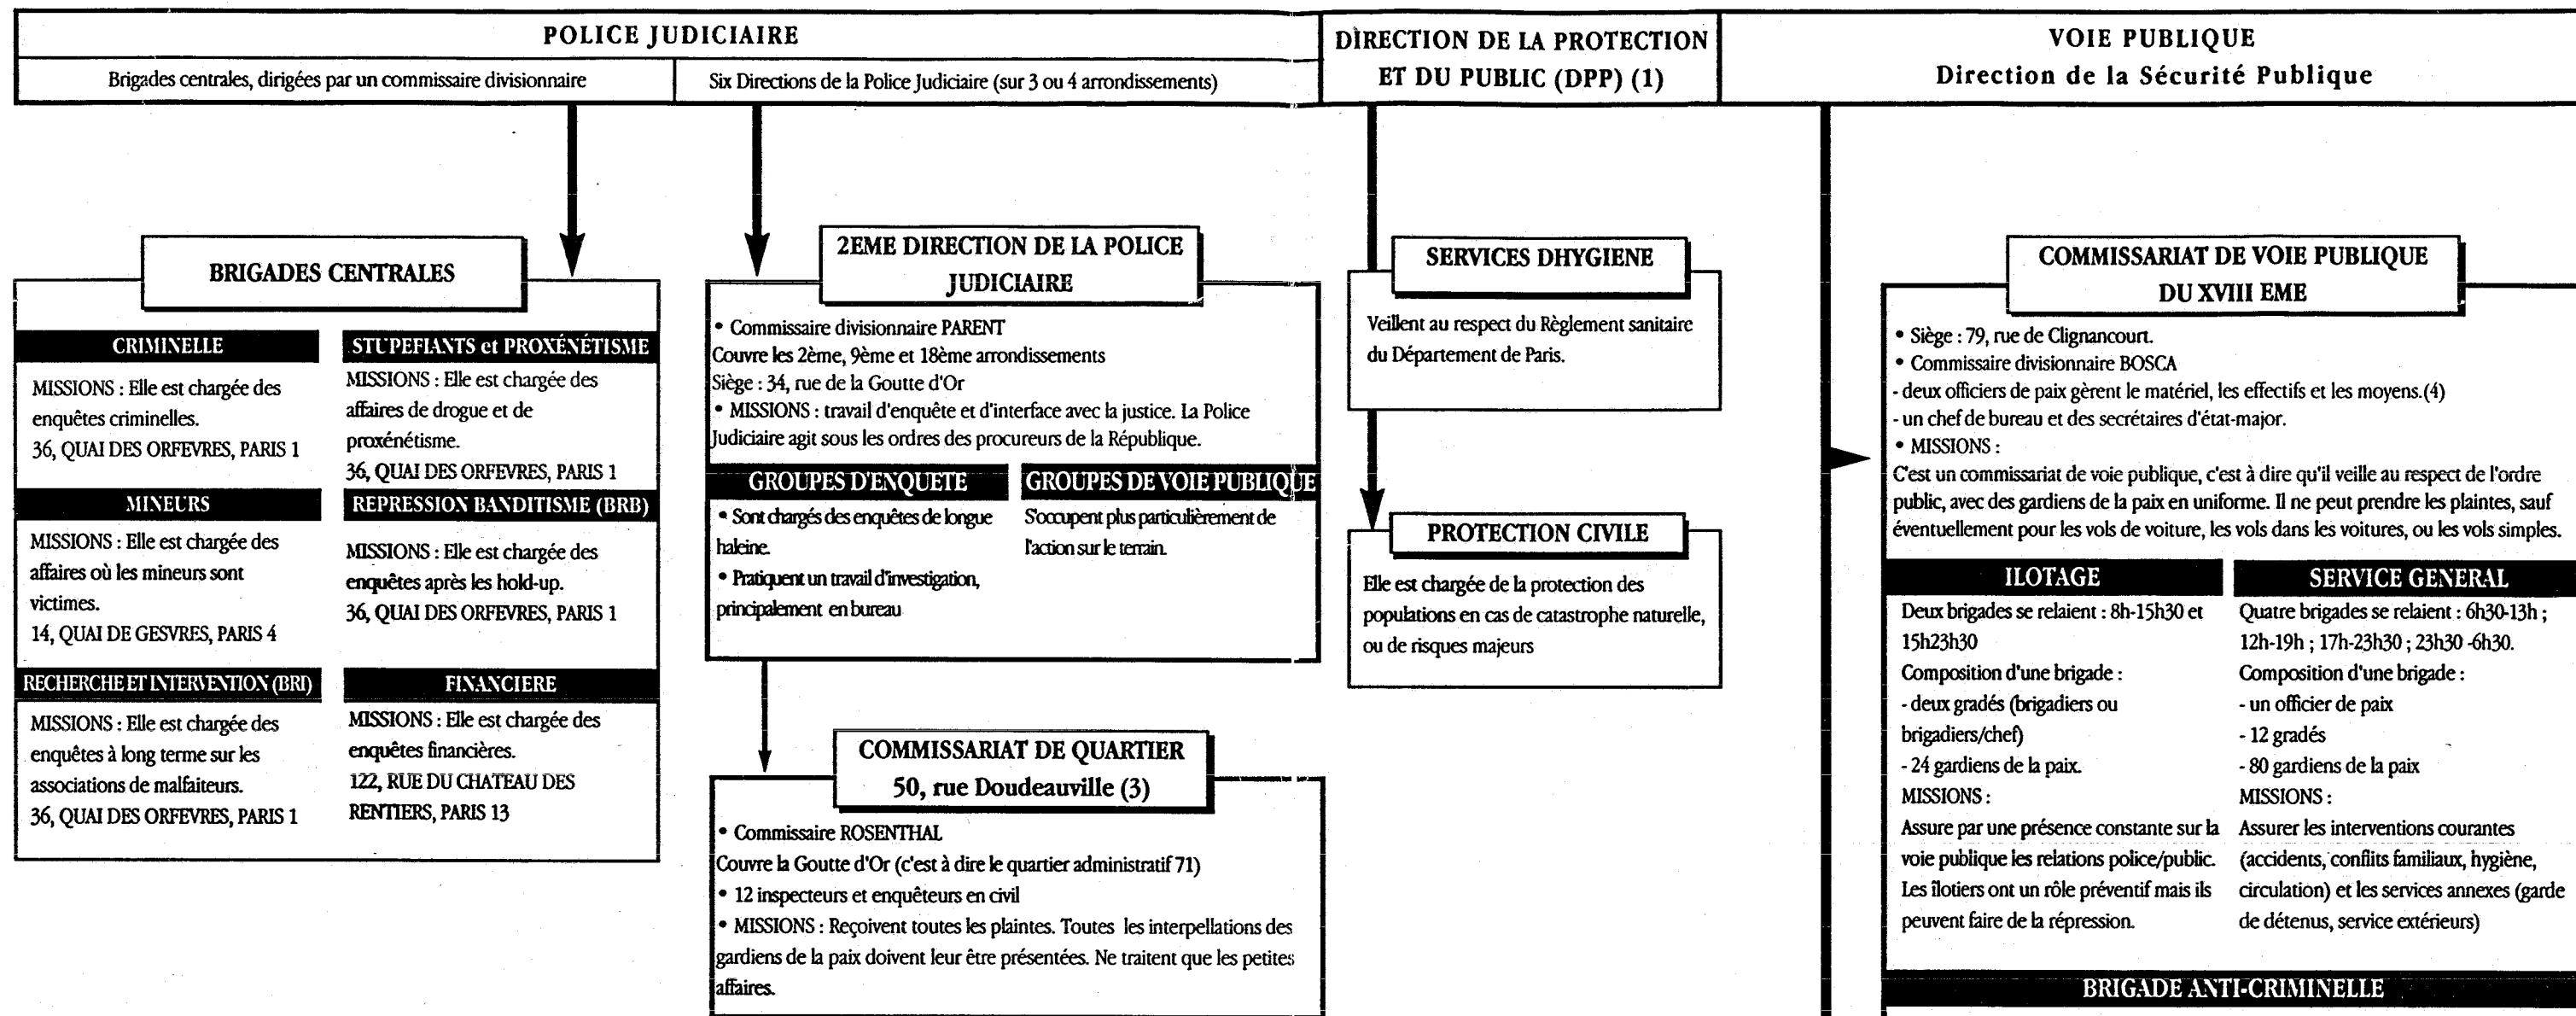 POLICE JUDICIAIRE
Brigades centrales, dirigées par un commissaire divisionnaire
Six Directions de la Police Judiciaire (sur 3 ou 4 arrondissements)
DIRECTION DE LA PROTECTION
ET DU PUBLIC (DPP) (1)
VOIE PUBLIQUE
Direction de la Sécurité Publique
BRIGADES CENTRALES
CRIMINELLE
MISSIONS : Elle est chargée des
enquêtes criminelles.
36, QUAI DES ORFEVRES, PARIS 1
STUPEFIANTS et PROXÉNÉTISME
MISSIONS : Elle est chargée des
affaires de drogue et de
proxénétisme.
36, QUAI DES ORFEVRES, PARIS 1
MINEURS
MISSIONS : Elle est chargée des
affaires où les mineurs sont
victimes.
14, QUAI DE GESVRES, PARIS 4
REPRESSION BANDITISME (BRB)
MISSIONS : Elle est chargée des
enquêtes après les hold-up.
36, QUAI DES ORFEVRES, PARIS 1
RECHERCHE ET INTERVENTION (BRI)
MISSIONS : Elle est chargée des
enquêtes à long terme sur les
associations de malfaiteurs.
36, QUAI DES ORFEVRES, PARIS 1
FINANCIERE
MISSIONS : Elle est chargée des
enquêtes financières.
122, RUE DU CHATEAU DES
RENTIERS, PARIS 13
2EME DIRECTION DE LA POLICE
JUDICIAIRE
• Commissaire divisionnaire PARENT
Couvre les 2ème, 9ème et 18ème arrondissements
Siège : 34, rue de la Goutte d'Or
• MISSIONS : travail d'enquête et d'interface avec la justice. La Police
Judiciaire agit sous les ordres des procureurs de la République.
GROUPES D'ENQUETE
• Sont chargés des enquêtes de longue
haleine.
• Pratiquent un travail d'investigation,
principalement en bureau
GROUPES DE VOIE PUBLIQUE
S'occupent plus particulièrement de
l'action sur le terrain.
COMMISSARIAT DE QUARTIER
50, rue Doudeauville (3)
• Commissaire ROSENTHAL
Couvre la Goutte d'Or (c'est à dire le quartier administratif 71)
• 12 inspecteurs et enquêteurs en civil
• MISSIONS : Reçoivent toutes les plaintes. Toutes les interpellations des
gardiens de la paix doivent leur être présentées. Ne traitent que les petites
affaires.
SERVICES DHYGIENE
Veillent au respect du Règlement sanitaire
du Département de Paris.
PROTECTION CIVILE
Elle est chargée de la protection des
populations en cas de catastrophe naturelle,
ou de risques majeurs
COMMISSARIAT DE VOIE PUBLIQUE
DU XVIII EME
• Siège : 79, rue de Clignancourt.
• Commissaire divisionnaire BOSCA
- deux officiers de paix gèrent le matériel, les effectifs et les moyens.(4)
- un chef de bureau et des secrétaires d'état-major.
• MISSIONS :
C'est un commissariat de voie publique, c'est à dire qu'il veille au respect de l'ordre
public, avec des gardiens de la paix en uniforme. Il ne peut prendre les plaintes, sauf
éventuellement pour les vols de voiture, les vols dans les voitures, ou les vols simples.
ILOTAGE
Deux brigades se relaient : 8h-15h30 et
15h23h30
Composition d'une brigade :
- deux gradés (brigadiers ou
brigadiers/chef)
- 24 gardiens de la paix.
MISSIONS :
Assure par une présence constante sur la
voie publique les relations police/public.
Les îlotiers ont un rôle préventif mais ils
peuvent faire de la répression.
SERVICE GENERAL
Quatre brigades se relaient : 6h30-13h ;
12h-19h ; 17h-23h30 ; 23h30 -6h30.
Composition d'une brigade :
- un officier de paix
- 12 gradés
- 80 gardiens de la paix
MISSIONS :
Assurer les interventions courantes
(accidents, conflits familiaux, hygiène,
circulation) et les services annexes (garde
de détenus, service extérieurs)
BRIGADE ANTI-CRIMINELLE